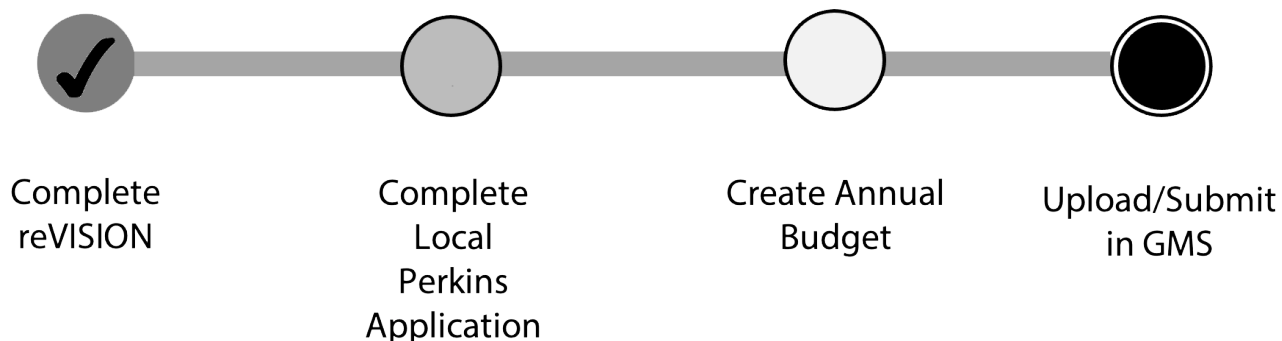 Complete
reVISION
Complete
Local
Perkins
Application
Create Annual
Budget
Upload/Submit
in GMS